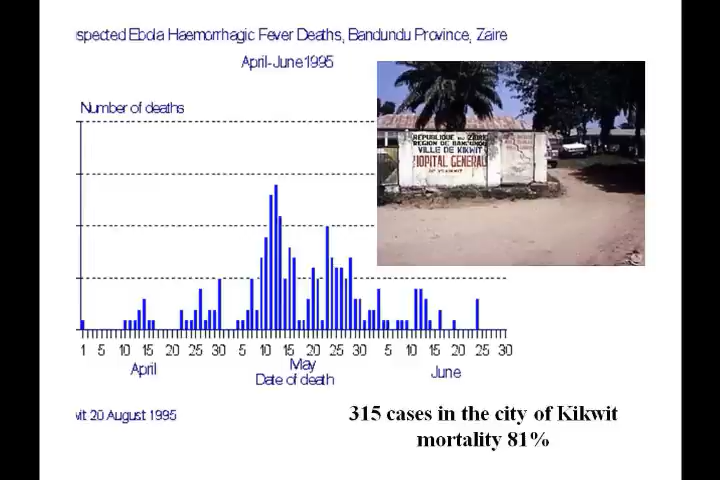 spected Ebola Haemorrhagic Fever Deaths, Bandundu Province, Zaire
April-June 1995
Number of deaths
REPUBLIQUE DU ZAIRE
REGION DE BANDUNDU
VILLE DE KIKWIT
HOPITAL GENERAL
1 5 10 15 20 25 30 5 10 15 20 25 30 5 10 15 20 25 30
April May June
Date of death
wit 20 August 1995
315 cases in the city of Kikwit
mortality 81%